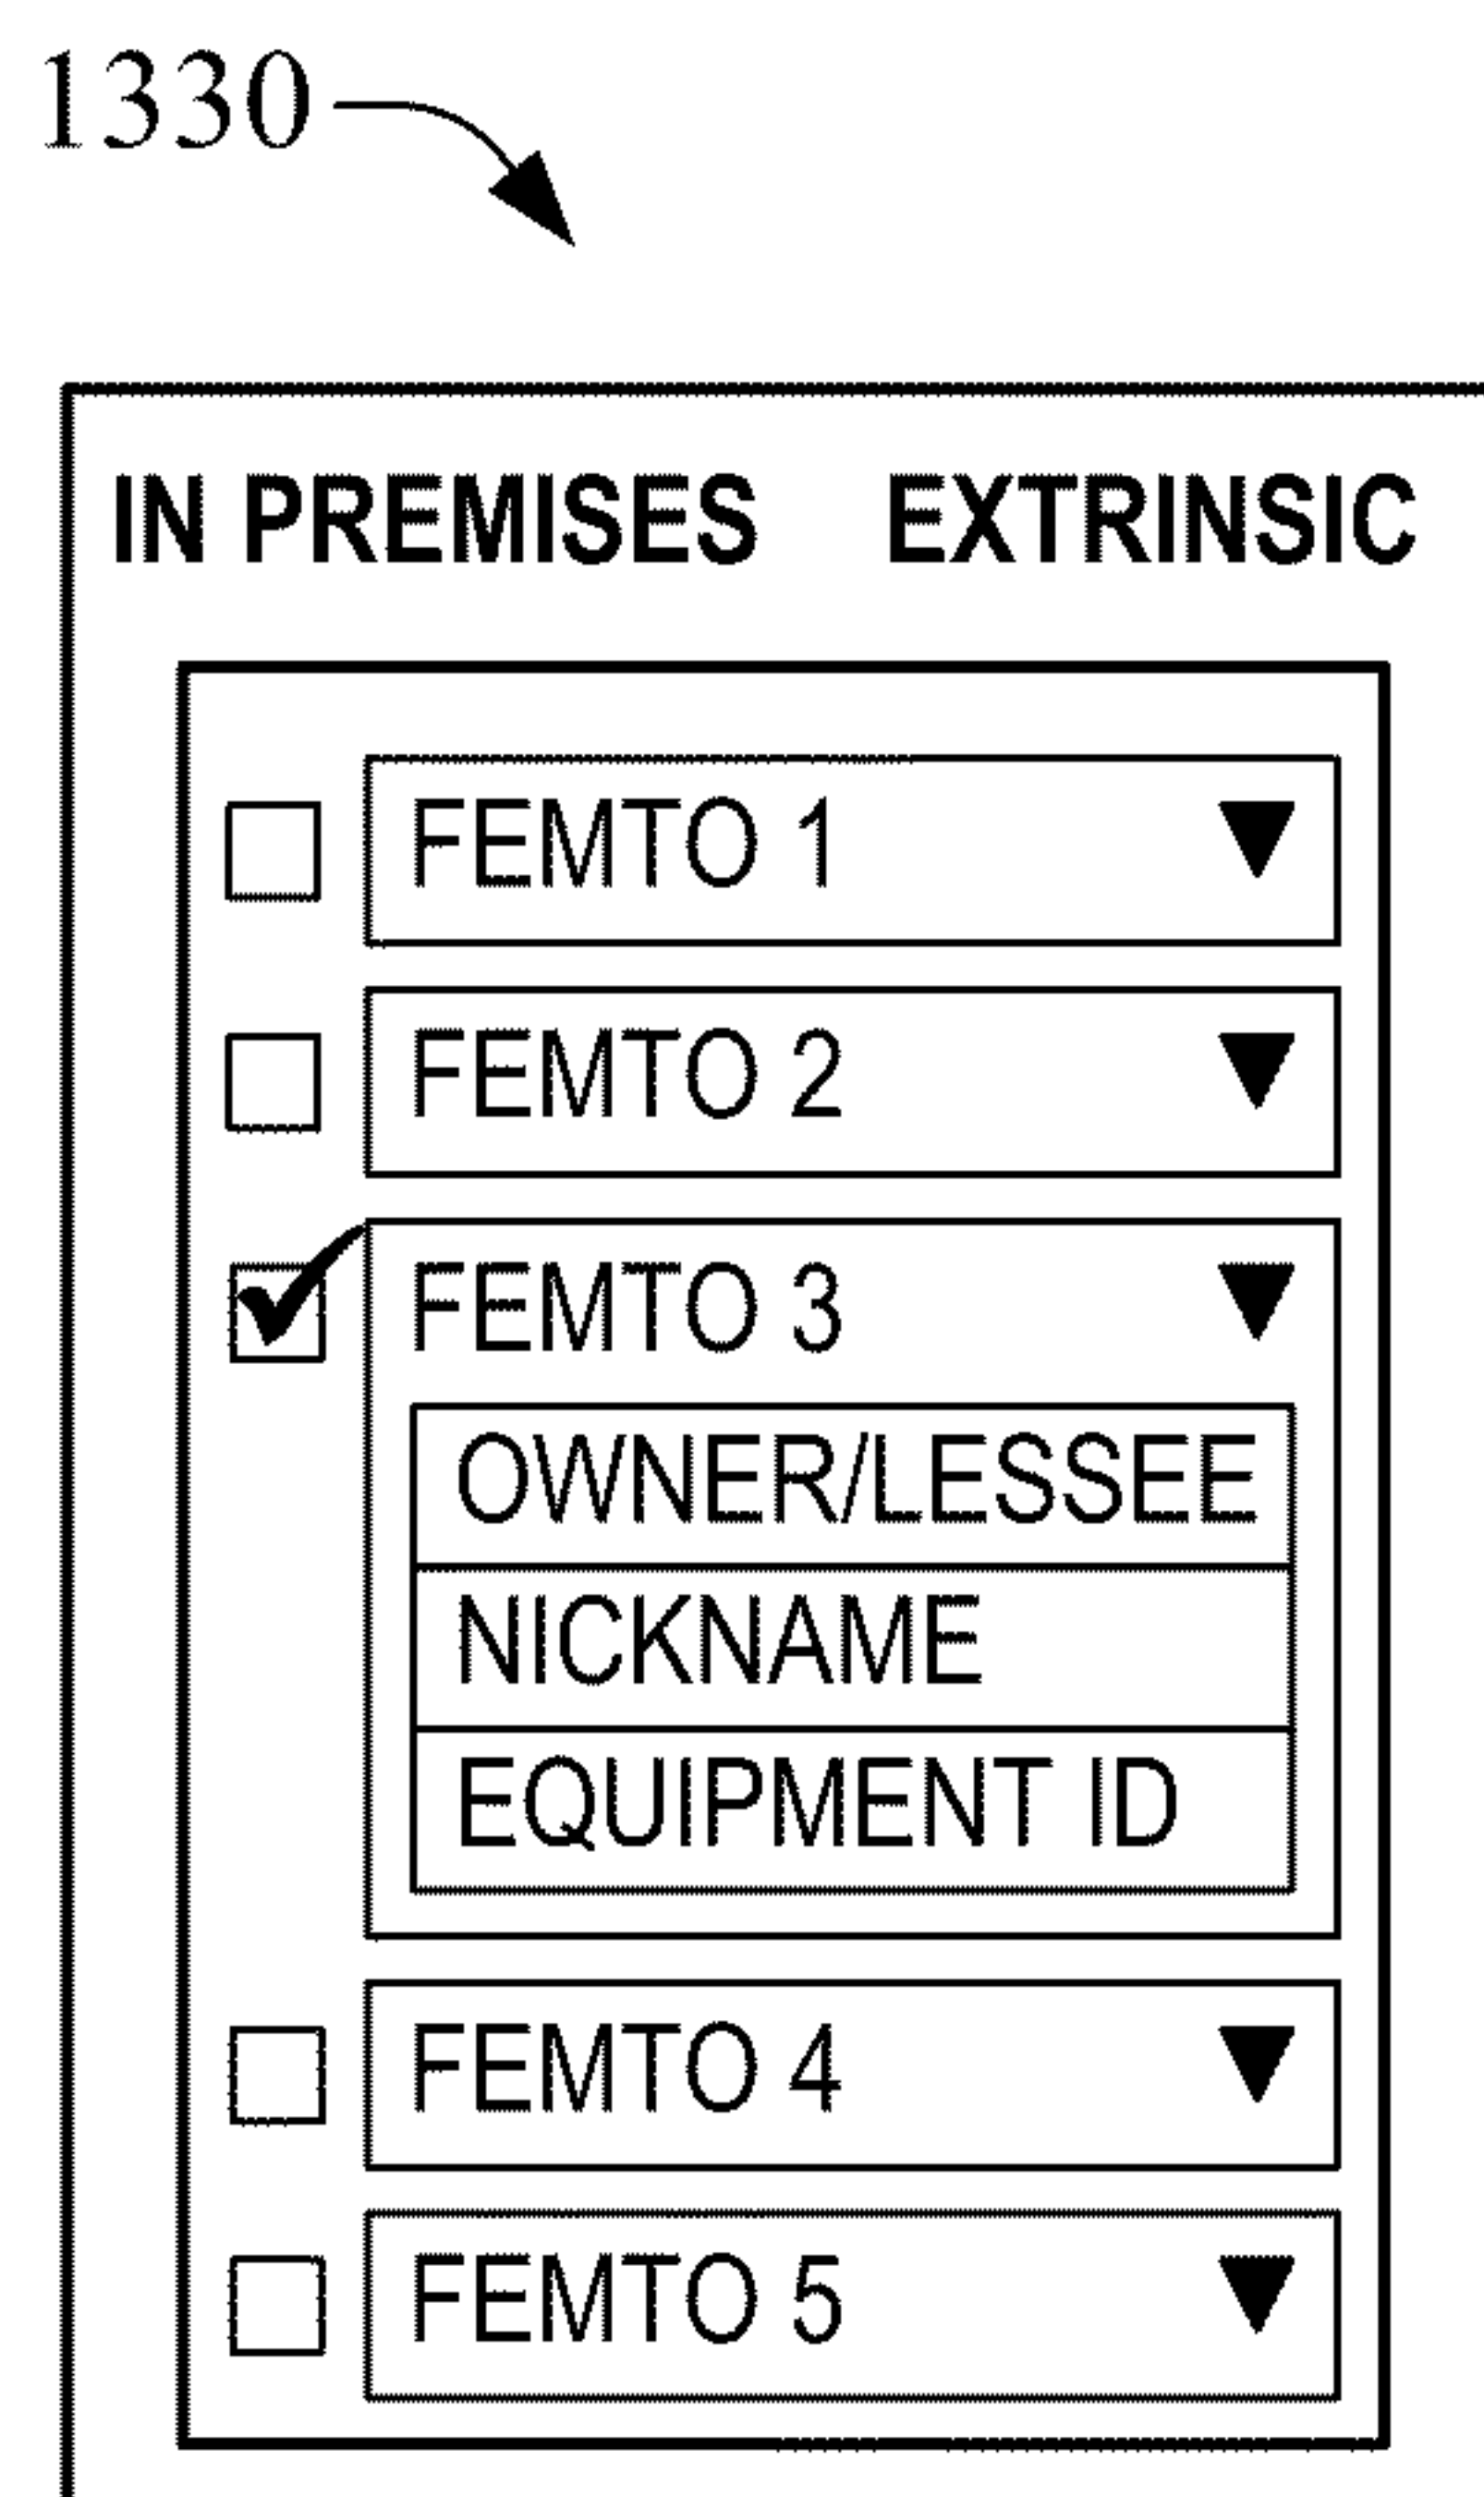 1330
IN PREMISES EXTRINSIC
FEMTO 1
FEMTO 2
FEMTO 3
OWNER/LESSEE
NICKNAME
EQUIPMENT ID
FEMTO 4
FEMTO 5